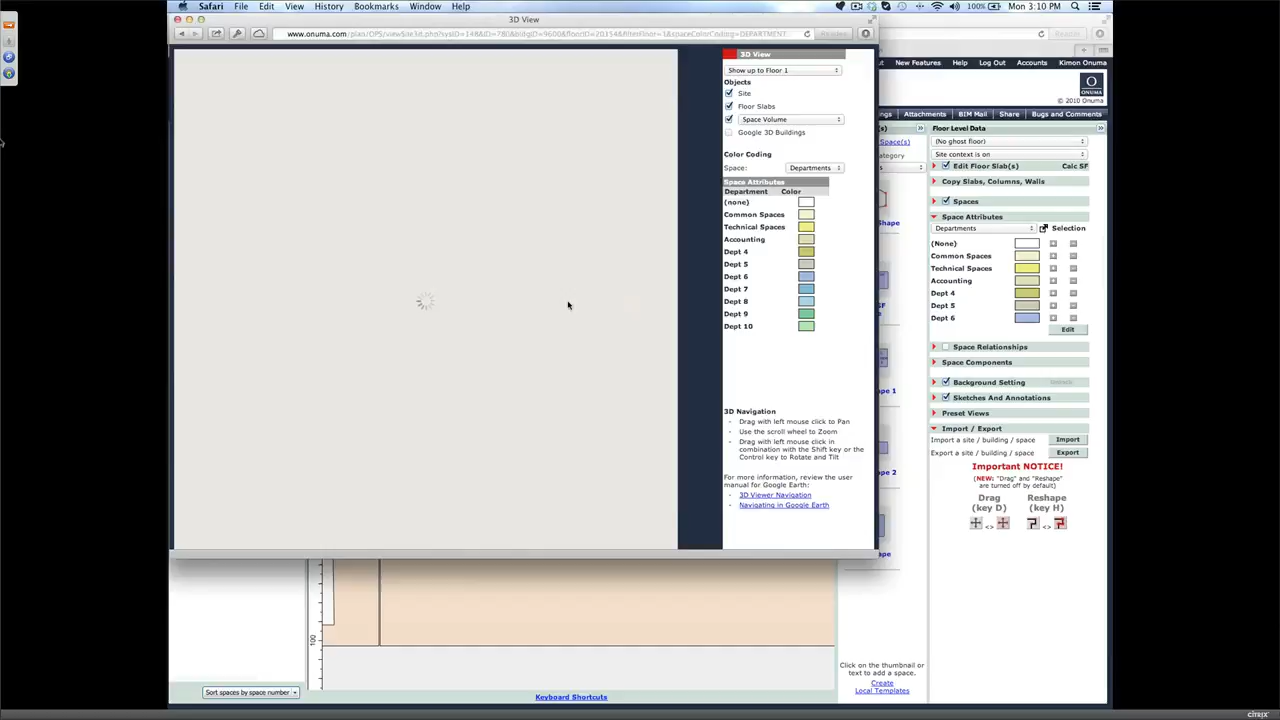 Safari File Edit View History Bookmarks Window Help
100% Mon 3:10 PM
3D View
Reader
New Features Help Log Out Accounts Kimon Onuma
ONUMA
© 2010 Onuma
Attachments BIM Mail Share Bugs and Comments
3D View
Show up to Floor 1
Objects
Site
Floor Slabs
Space Volume
Google 3D Buildings
Color Coding
Space: Departments
Space Attributes
Department Color
(none)
Common Spaces
Technical Spaces
Accounting
Dept 4
Dept 5
Dept 6
Dept 7
Dept 8
Dept 9
Dept 10
3D Navigation
- Drag with left mouse click to Pan
- Use the scroll wheel to Zoom
- Drag with left mouse click in
combination with the Shift key or the
Control key to Rotate and Tilt
For more information, review the user
manual for Google Earth:
- 3D Viewer Navigation
- Navigating in Google Earth
Floor Level Data
(No ghost floor)
Site context is on
Edit Floor Slab(s) Calc SF
Copy Slabs, Columns, Walls
Spaces
Space Attributes
Departments Selection
(None)
Common Spaces
Technical Spaces
Accounting
Dept 4
Dept 5
Dept 6
Edit
Space Relationships
Space Components
Background Setting
Sketches And Annotations
Preset Views
Import / Export
Import a site / building / space Import
Export a site / building / space Export
Important NOTICE!
(NEW: "Drag" and "Reshape"
are turned off by default)
Drag Reshape
(key D) (key H)
<> <>
100
Click on the thumbnail or
text to add a space.
Create
Local Templates
Sort spaces by space number
Keyboard Shortcuts
CITRIX